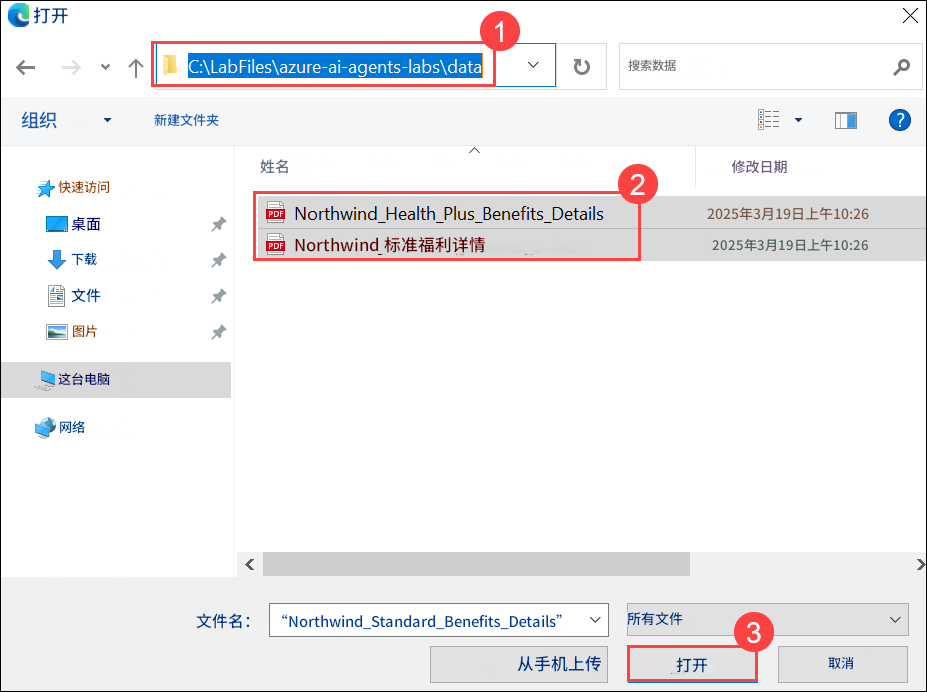 打开
1
C:\LabFiles\azure-ai-agents-labs\data
搜索数据
组织
新建文件夹
?
姓名
修改日期
2
快速访问
桌面
下载
文件
图片
这台电脑
网络
PDF Northwind_Health_Plus_Benefits_Details 2025年3月19日上午10:26
PDF Northwind_标准福利详情 2025年3月19日上午10:26
文件名: “Northwind_Standard_Benefits_Details”
所有文件
3
从手机上传
打开
取消